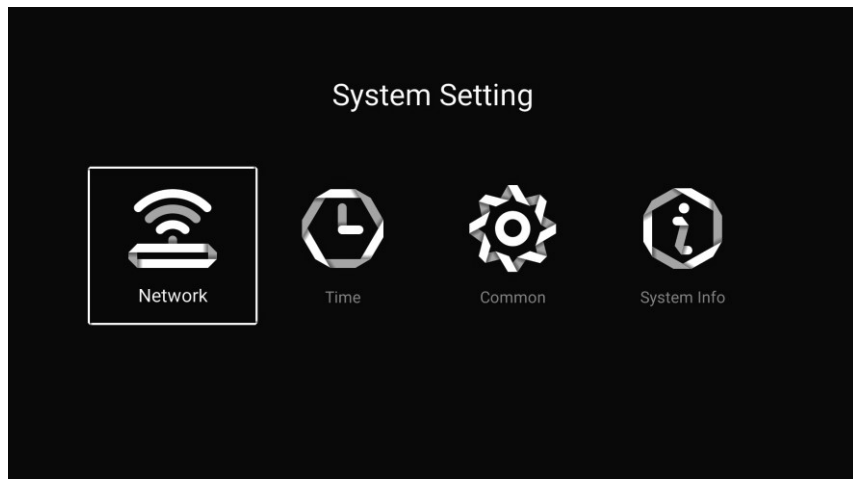 System Setting
Network
Time
Common
System Info